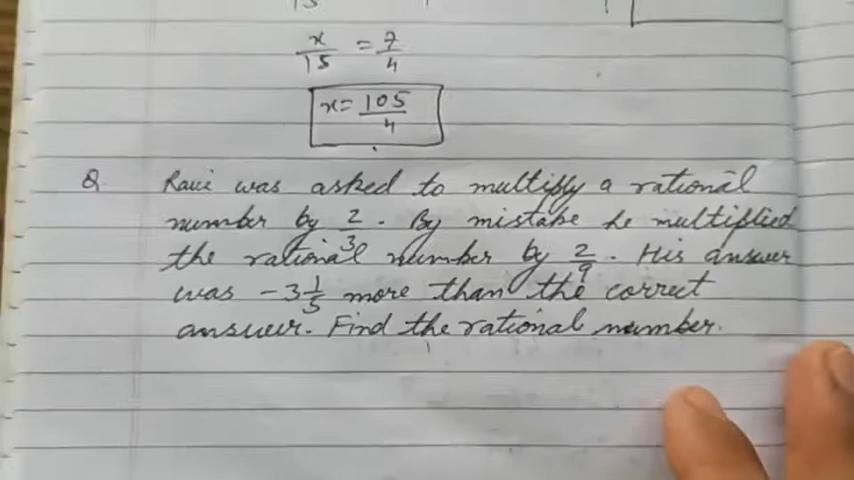 x/15 = 7/4
x = 105/4
Q. Ravi was asked to multiply a rational
number by 2/3. By mistake he multiplied
the rational number by 2/9. His answer
was -3 1/5 more than the correct
answer. Find the rational number.